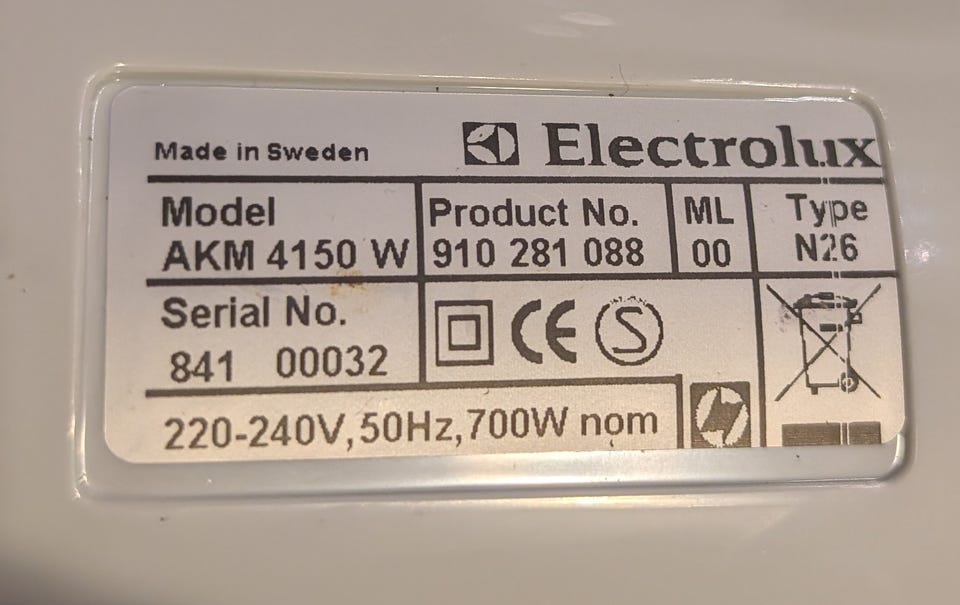 Made in Sweden
Electrolux
Model
AKM 4150 W
Product No.
910 281 088
ML
00
Type
N26
Serial No.
841 00032
CE
S
220-240V,50Hz,700W nom